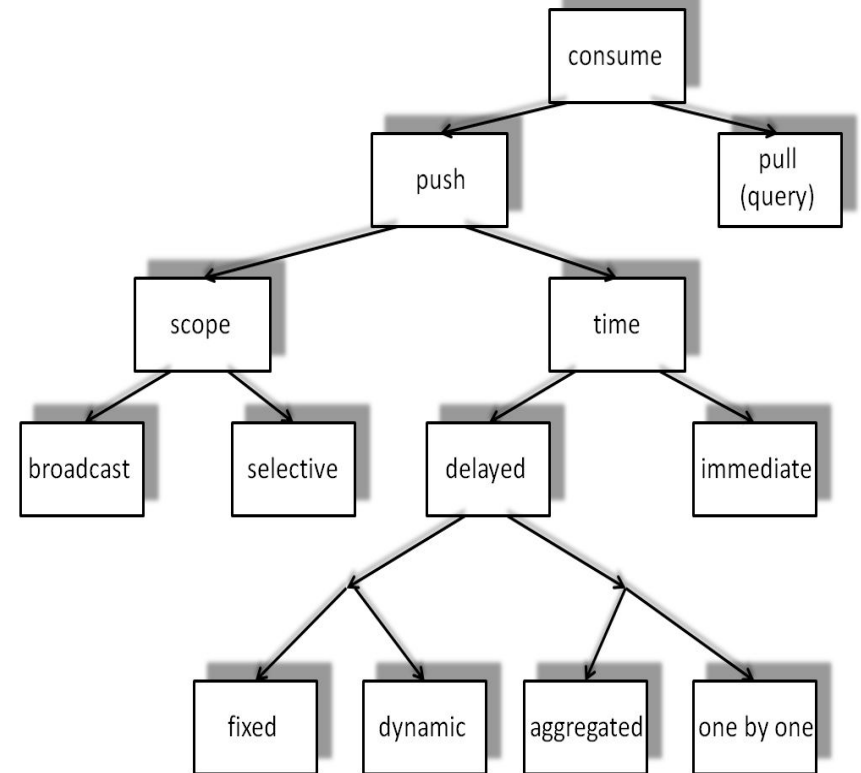 consume
push
pull
(query)
scope
time
broadcast
selective
delayed
immediate
fixed
dynamic
aggregated
one by one